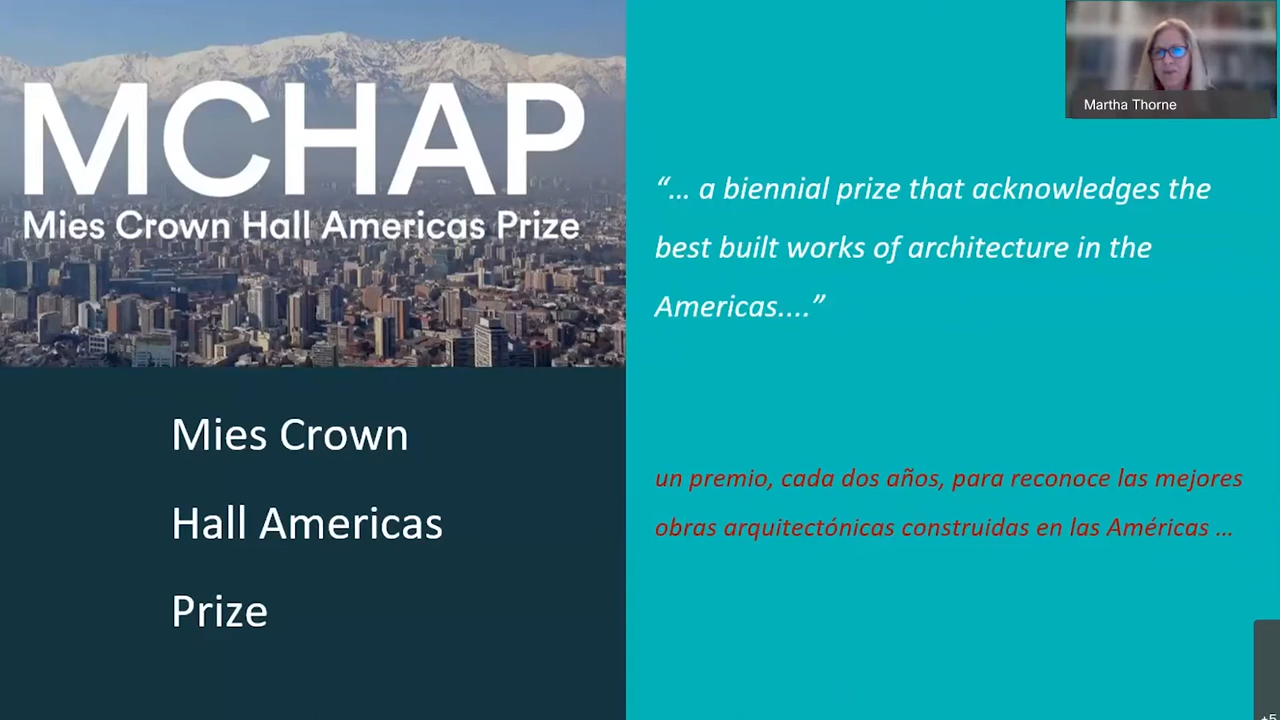 MCHAP
Mies Crown Hall Americas Prize
Mies Crown
Hall Americas
Prize
Martha Thorne
“… a biennial prize that acknowledges the
best built works of architecture in the
Americas....”
un premio, cada dos años, para reconoce las mejores
obras arquitectónicas construidas en las Américas …